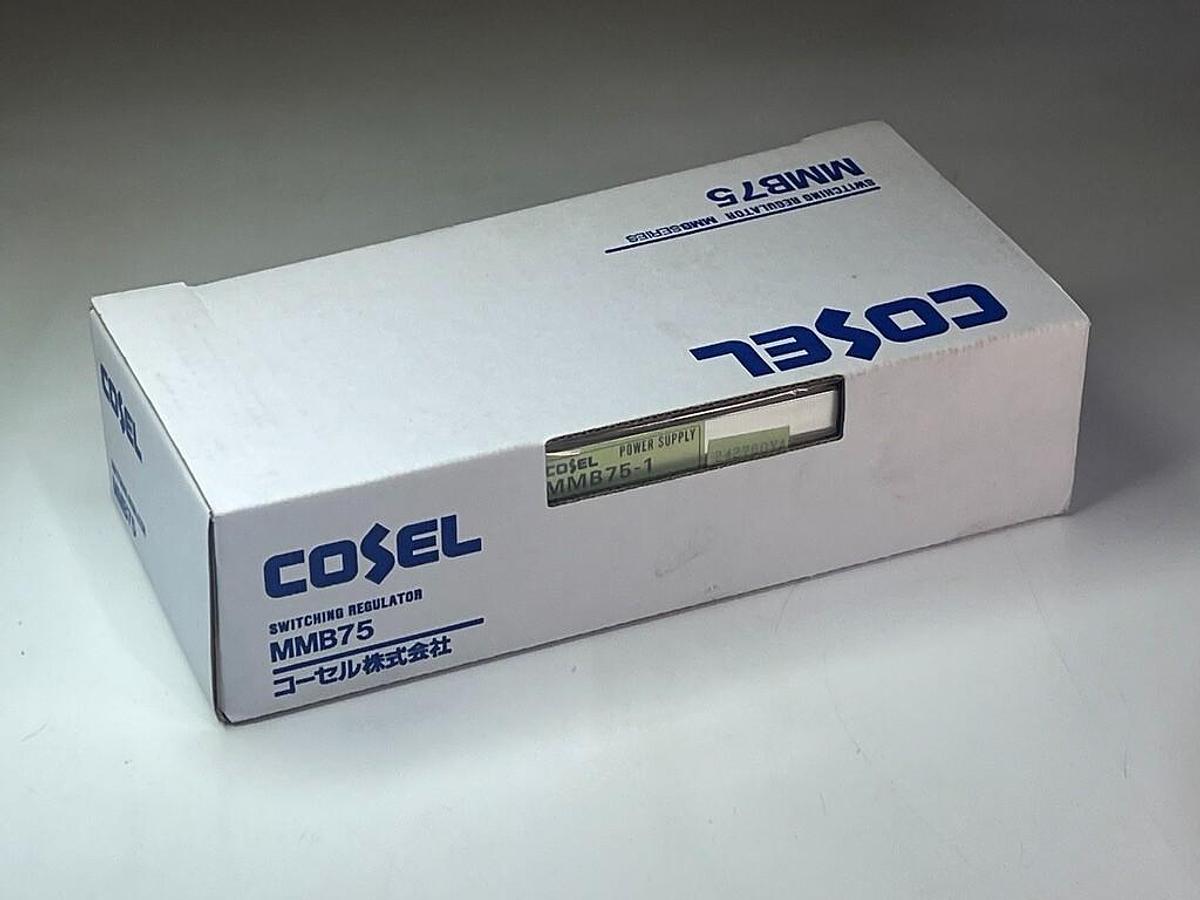 MMB75
SWITCHING REGULATOR MMBSERIES
COSEL
COSEL
MMB75
COSEL POWER SUPPLY
MMB75-1
COSEL
SWITCHING REGULATOR
MMB75
コーセル株式会社